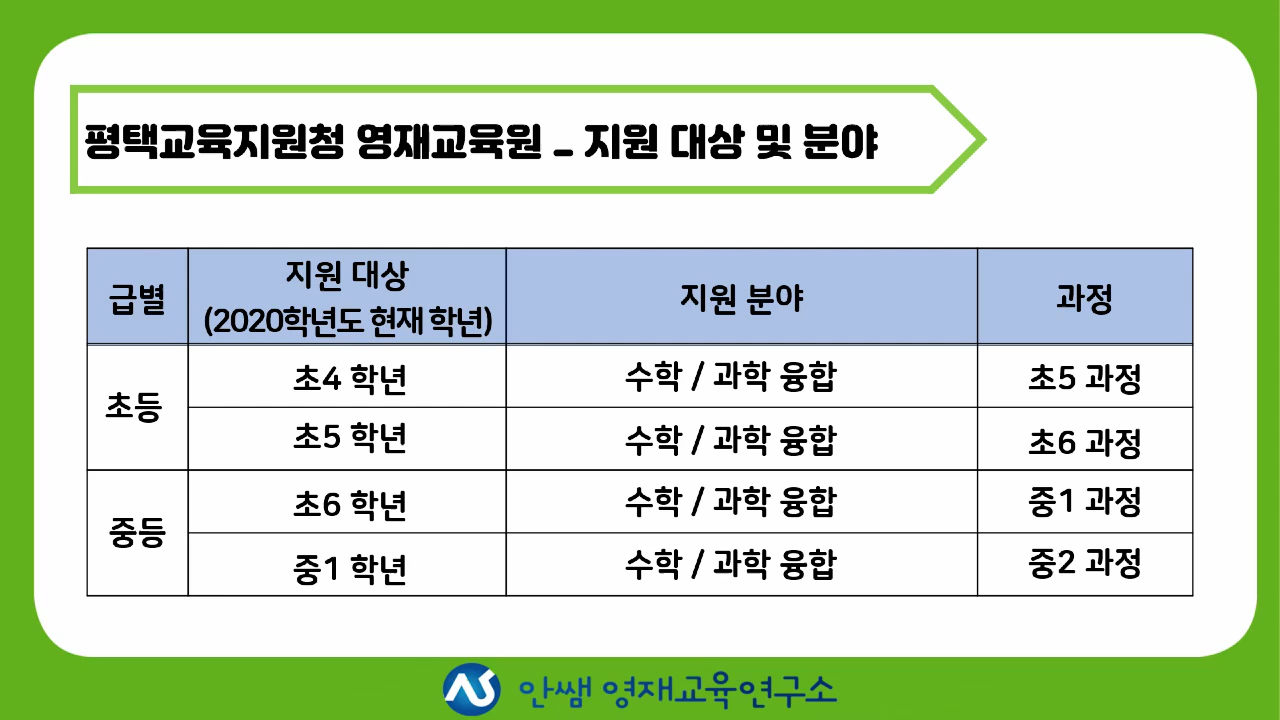 평택교육지원청 영재교육원 _ 지원 대상 및 분야
급별 지원 대상 (2020학년도 현재 학년) 지원 분야 과정
초등 초4 학년 수학 / 과학 융합 초5 과정
초5 학년 수학 / 과학 융합 초6 과정
중등 초6 학년 수학 / 과학 융합 중1 과정
중1 학년 수학 / 과학 융합 중2 과정
안쌤 영재교육연구소